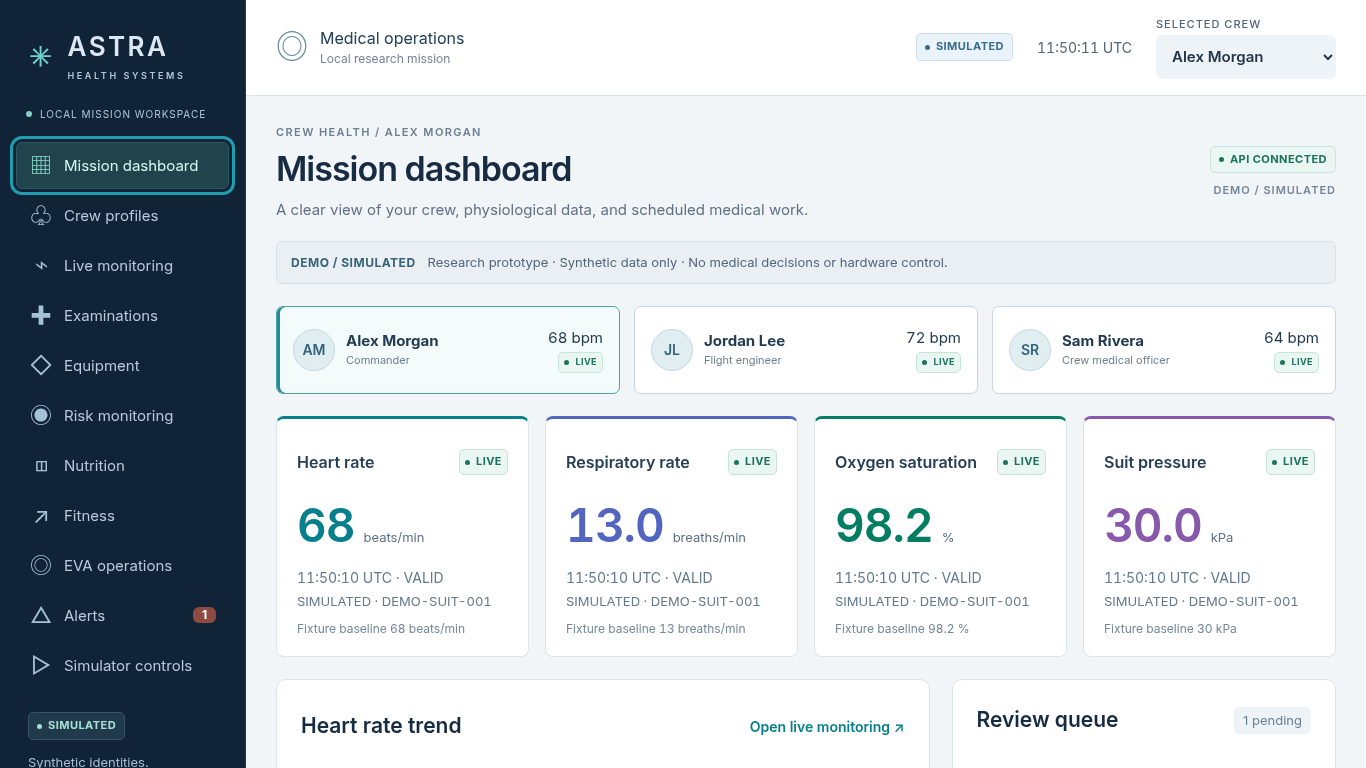 ASTRA
HEALTH SYSTEMS
LOCAL MISSION WORKSPACE
Mission dashboard
Crew profiles
Live monitoring
Examinations
Equipment
Risk monitoring
Nutrition
Fitness
EVA operations
Alerts 1
Simulator controls
SIMULATED
Synthetic identities.
Medical operations
Local research mission
SIMULATED
11:50:11 UTC
SELECTED CREW
Alex Morgan
CREW HEALTH / ALEX MORGAN
Mission dashboard
A clear view of your crew, physiological data, and scheduled medical work.
API CONNECTED
DEMO / SIMULATED
DEMO / SIMULATED Research prototype · Synthetic data only · No medical decisions or hardware control.
AM
Alex Morgan
Commander
68 bpm
LIVE
JL
Jordan Lee
Flight engineer
72 bpm
LIVE
SR
Sam Rivera
Crew medical officer
64 bpm
LIVE
Heart rate
LIVE
68 beats/min
11:50:10 UTC · VALID
SIMULATED · DEMO-SUIT-001
Fixture baseline 68 beats/min
Respiratory rate
LIVE
13.0 breaths/min
11:50:10 UTC · VALID
SIMULATED · DEMO-SUIT-001
Fixture baseline 13 breaths/min
Oxygen saturation
LIVE
98.2 %
11:50:10 UTC · VALID
SIMULATED · DEMO-SUIT-001
Fixture baseline 98.2 %
Suit pressure
LIVE
30.0 kPa
11:50:10 UTC · VALID
SIMULATED · DEMO-SUIT-001
Fixture baseline 30 kPa
Heart rate trend
Open live monitoring ↗
Review queue
1 pending